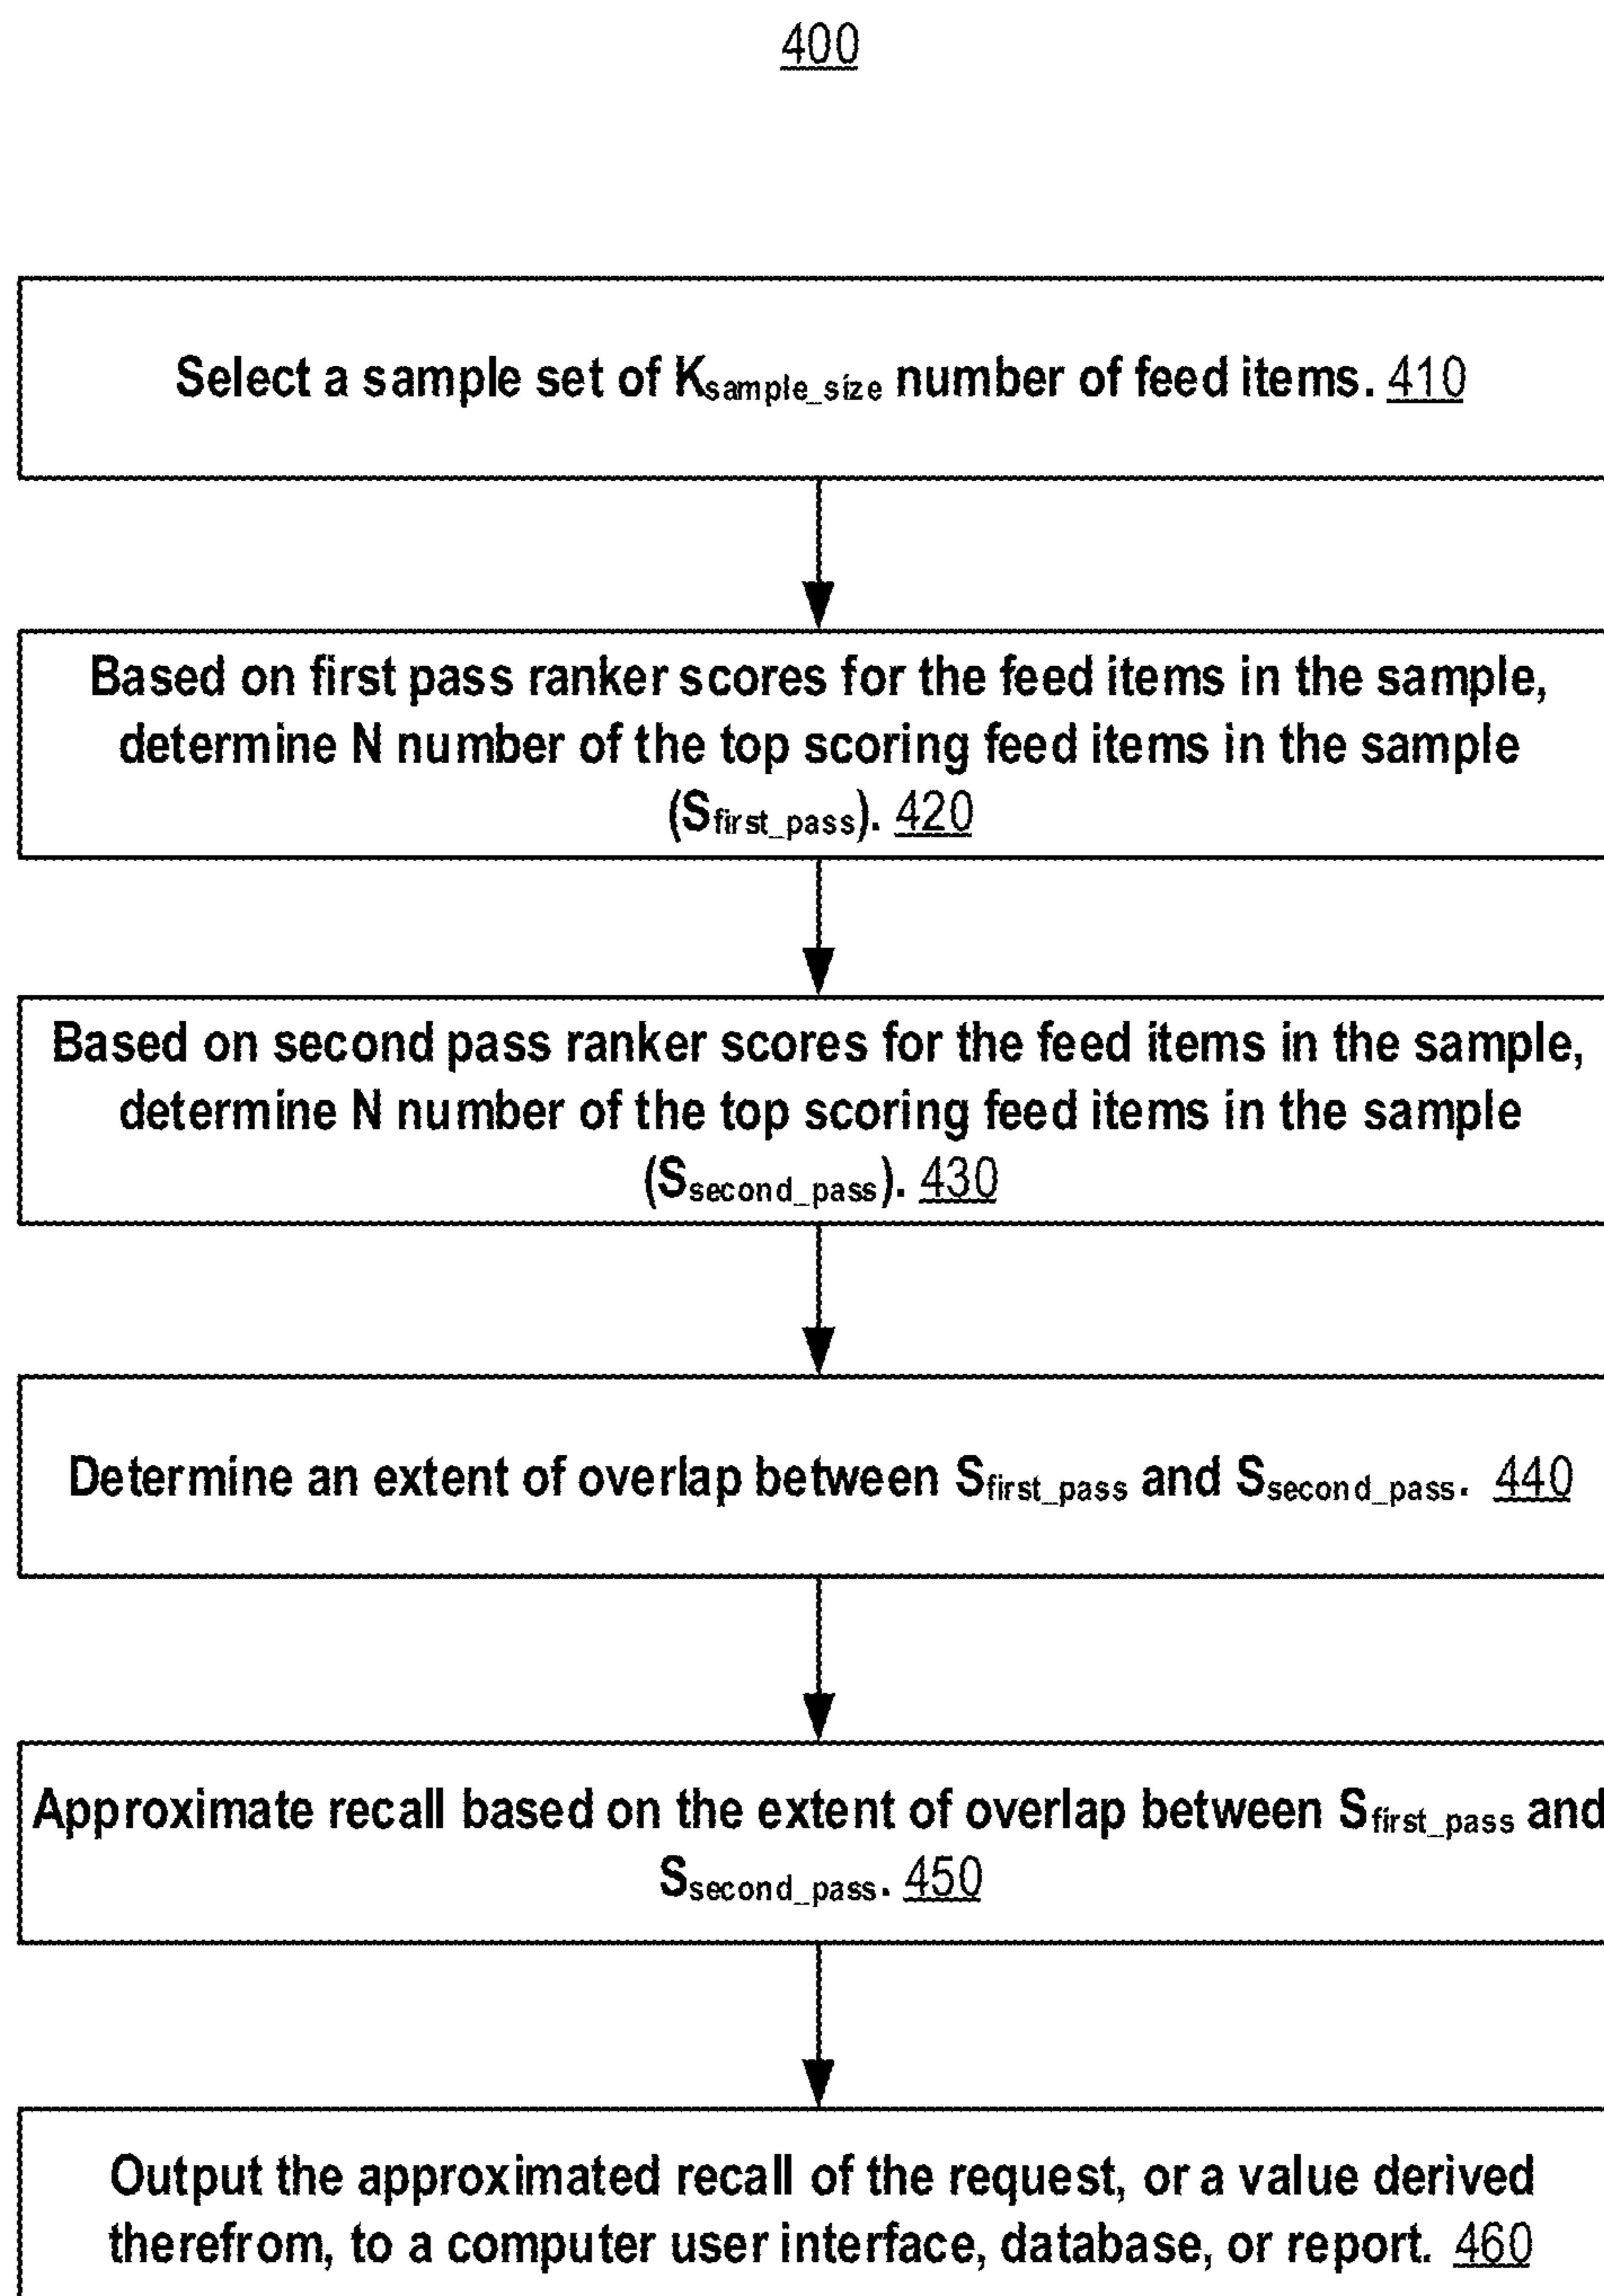 400
Select a sample set of Ksample_size number of feed items. 410
Based on first pass ranker scores for the feed items in the sample,
determine N number of the top scoring feed items in the sample
(Sfirst_pass). 420
Based on second pass ranker scores for the feed items in the sample,
determine N number of the top scoring feed items in the sample
(Ssecond_pass). 430
Determine an extent of overlap between Sfirst_pass and Ssecond_pass. 440
Approximate recall based on the extent of overlap between Sfirst_pass and
Ssecond_pass. 450
Output the approximated recall of the request, or a value derived
therefrom, to a computer user interface, database, or report. 460